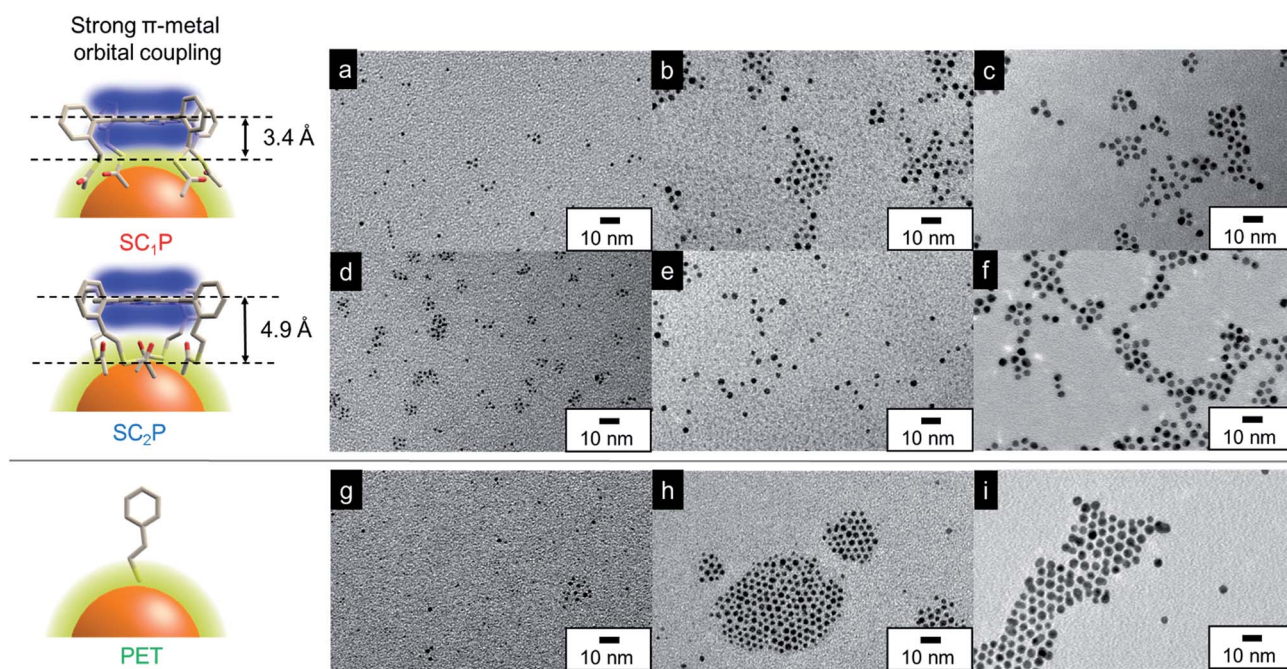 Strong π-metal
orbital coupling
3.4 Å
SC₁P
4.9 Å
SC₂P
PET
a
10 nm
b
10 nm
c
10 nm
d
10 nm
e
10 nm
f
10 nm
g
10 nm
h
10 nm
i
10 nm